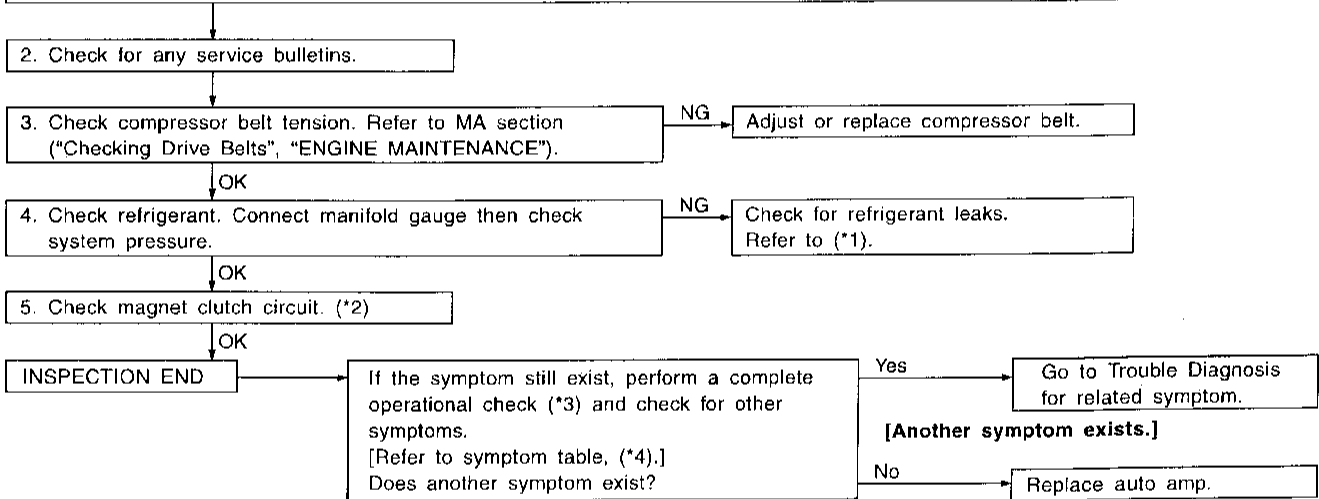 2. Check for any service bulletins.
3. Check compressor belt tension. Refer to MA section
("Checking Drive Belts", "ENGINE MAINTENANCE").
NG
Adjust or replace compressor belt.
OK
4. Check refrigerant. Connect manifold gauge then check
system pressure.
NG
Check for refrigerant leaks.
Refer to (*1).
OK
5. Check magnet clutch circuit. (*2)
OK
INSPECTION END
If the symptom still exist, perform a complete
operational check (*3) and check for other
symptoms.
[Refer to symptom table, (*4).]
Does another symptom exist?
Yes
Go to Trouble Diagnosis
for related symptom.
[Another symptom exists.]
No
Replace auto amp.